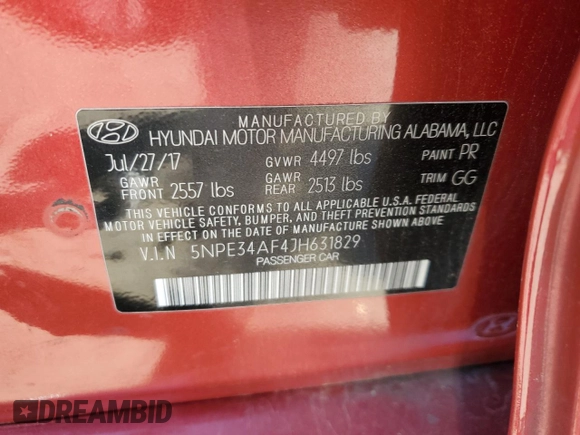 MANUFACTURED BY
HYUNDAI MOTOR MANUFACTURING ALABAMA, LLC
Jul/27/17 GVWR 4497 lbs PAINT PR
GAWR FRONT 2557 lbs GAWR REAR 2513 lbs TRIM GG
THIS VEHICLE CONFORMS TO ALL APPLICABLE U.S.A. FEDERAL
MOTOR VEHICLE SAFETY, BUMPER, AND THEFT PREVENTION STANDARDS
IN EFFECT ON THE DATE OF MANUFACTURE SHOWN ABOVE
V.I.N 5NPE34AF4JH631829
PASSENGER CAR
DREAMBID